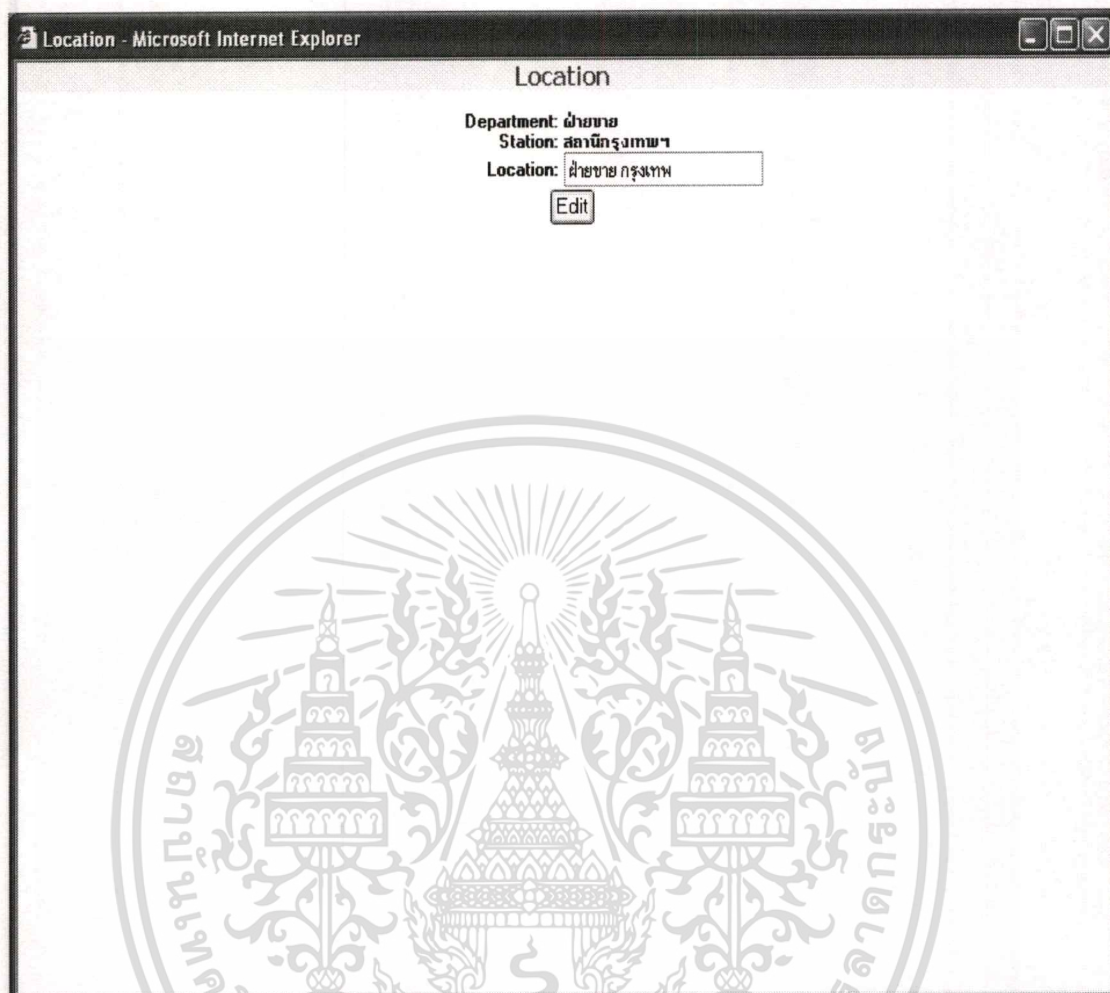 Location - Microsoft Internet Explorer
Location
Department: ฝ่ายขาย
Station: สถานีกรุงเทพฯ
Location: ฝ่ายขาย กรุงเทพ
Edit